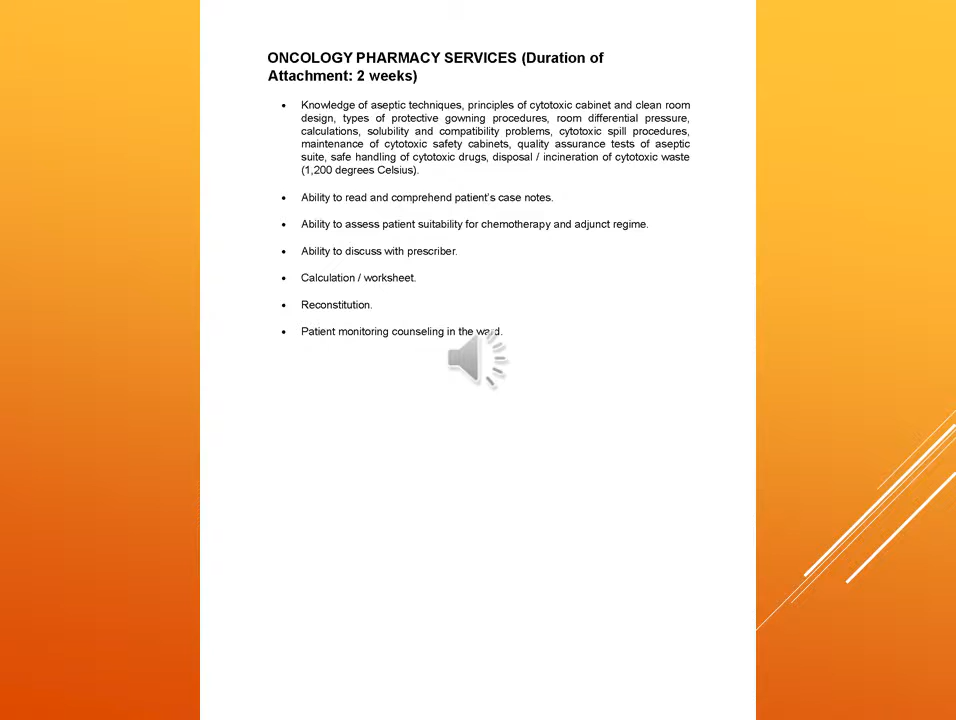 ONCOLOGY PHARMACY SERVICES (Duration of
Attachment: 2 weeks)
• Knowledge of aseptic techniques, principles of cytotoxic cabinet and clean room
design, types of protective gowning procedures, room differential pressure,
calculations, solubility and compatibility problems, cytotoxic spill procedures,
maintenance of cytotoxic safety cabinets, quality assurance tests of aseptic
suite, safe handling of cytotoxic drugs, disposal / incineration of cytotoxic waste
(1,200 degrees Celsius).
• Ability to read and comprehend patient's case notes.
• Ability to assess patient suitability for chemotherapy and adjunct regime.
• Ability to discuss with prescriber.
• Calculation / worksheet.
• Reconstitution.
• Patient monitoring counseling in the ward.